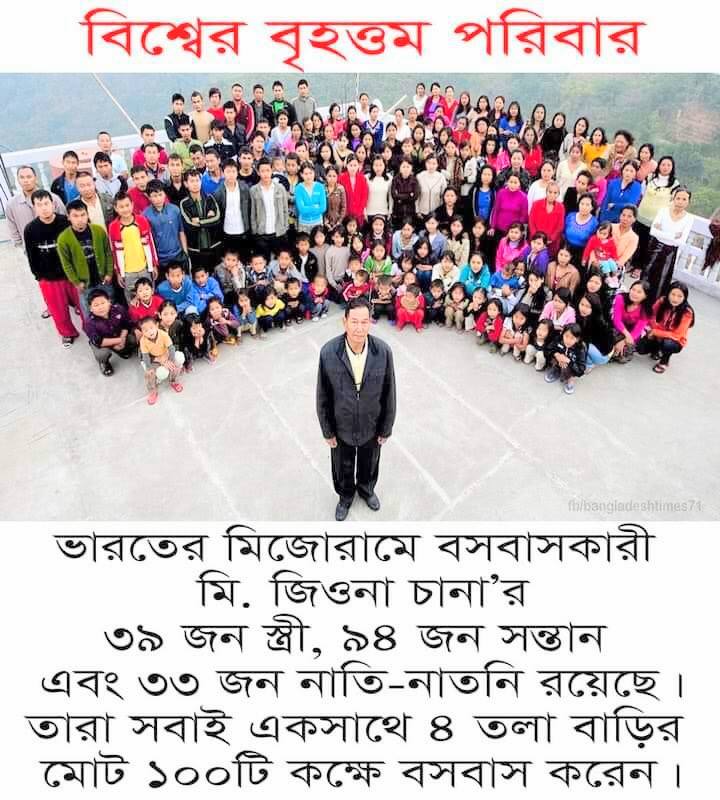 বিশ্বের বৃহত্তম পরিবার
fb/bangladeshtimes71
ভারতের মিজোরামে বসবাসকারী
মি. জিওনা চানা'র
৩৯ জন স্ত্রী, ৯৪ জন সন্তান
এবং ৩৩ জন নাতি-নাতনি রয়েছে।
তারা সবাই একসাথে ৪ তলা বাড়ির
মোট ১০০টি কক্ষে বসবাস করেন।